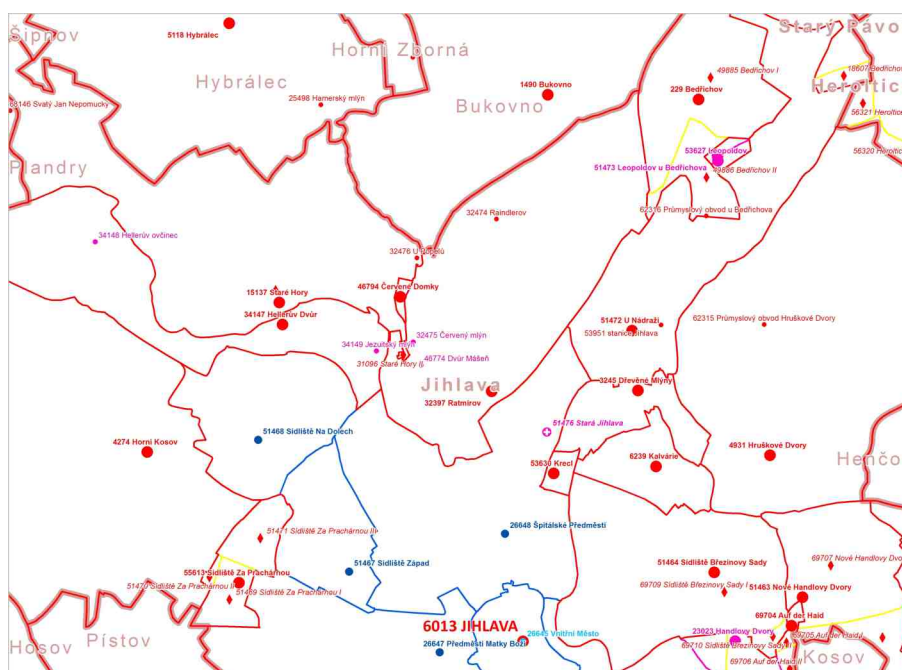 Šipnov
5118 Hybrálec
Horní Zborná
Starý Pávo
Hybrálec
49885 Bedřichov I
18607 Bedřichov
1490 Bukovno
229 Bedřichov
Heroltic
25498 Hamerský mlýn
Bukovno
56321 Heroltice
68146 Svatý Jan Nepomucky
53627 Leopoldov
56320 Heroltic
Plandry
51473 Leopoldov u Bedřichova
49886 Bedřichov II
32474 Raindlerov
62316 Průmyslový obvod u Bedřichova
34148 Hellerův ovčinec
32476 U Popelů
15137 Staré Hory
46794 Červené Domky
34147 Hellerův Dvůr
51472 U Nádraží
62315 Průmyslový obvod Hruškové Dvory
53951 stanice Jihlava
32475 Červený mlýn
34149 Jezuitský mlýn
46774 Dvůr Mášeň
31096 Staré Hory II
Jihlava
3245 Dřevěné Mlýny
32397 Ratmírov
51476 Stará Jihlava
51468 Sídliště Na Dolech
4274 Horní Kosov
4931 Hruškové Dvory
Henčo
53630 Krecl
6239 Kalvárie
51471 Sídliště Za Prachárnou III
26648 Špitálské Předměstí
69707 Nové Handlovy Dvory
55613 Sídliště Za Prachárnou
51467 Sídliště Západ
51464 Sídliště Březinovy Sady
51470 Sídliště Za Prachárnou II
69709 Sídliště Březinovy Sady I
51463 Nové Handlovy Dvory
51469 Sídliště Za Prachárnou I
69704 Auf der Haid
6013 JIHLAVA
26645 Vnitřní Město
23023 Handlovy Dvory
69705 Auf der Haid I
Hosov
Pístov
26647 Předměstí Matky Boží
69710 Sídliště Březinovy Sady
69706 Auf der Haid II
Kosov